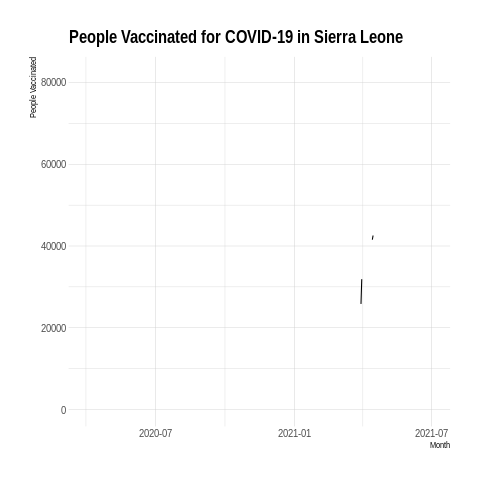 People Vaccinated for COVID-19 in Sierra Leone
People Vaccinated
80000
60000
40000
20000
0
2020-07 2021-01 2021-07
Month